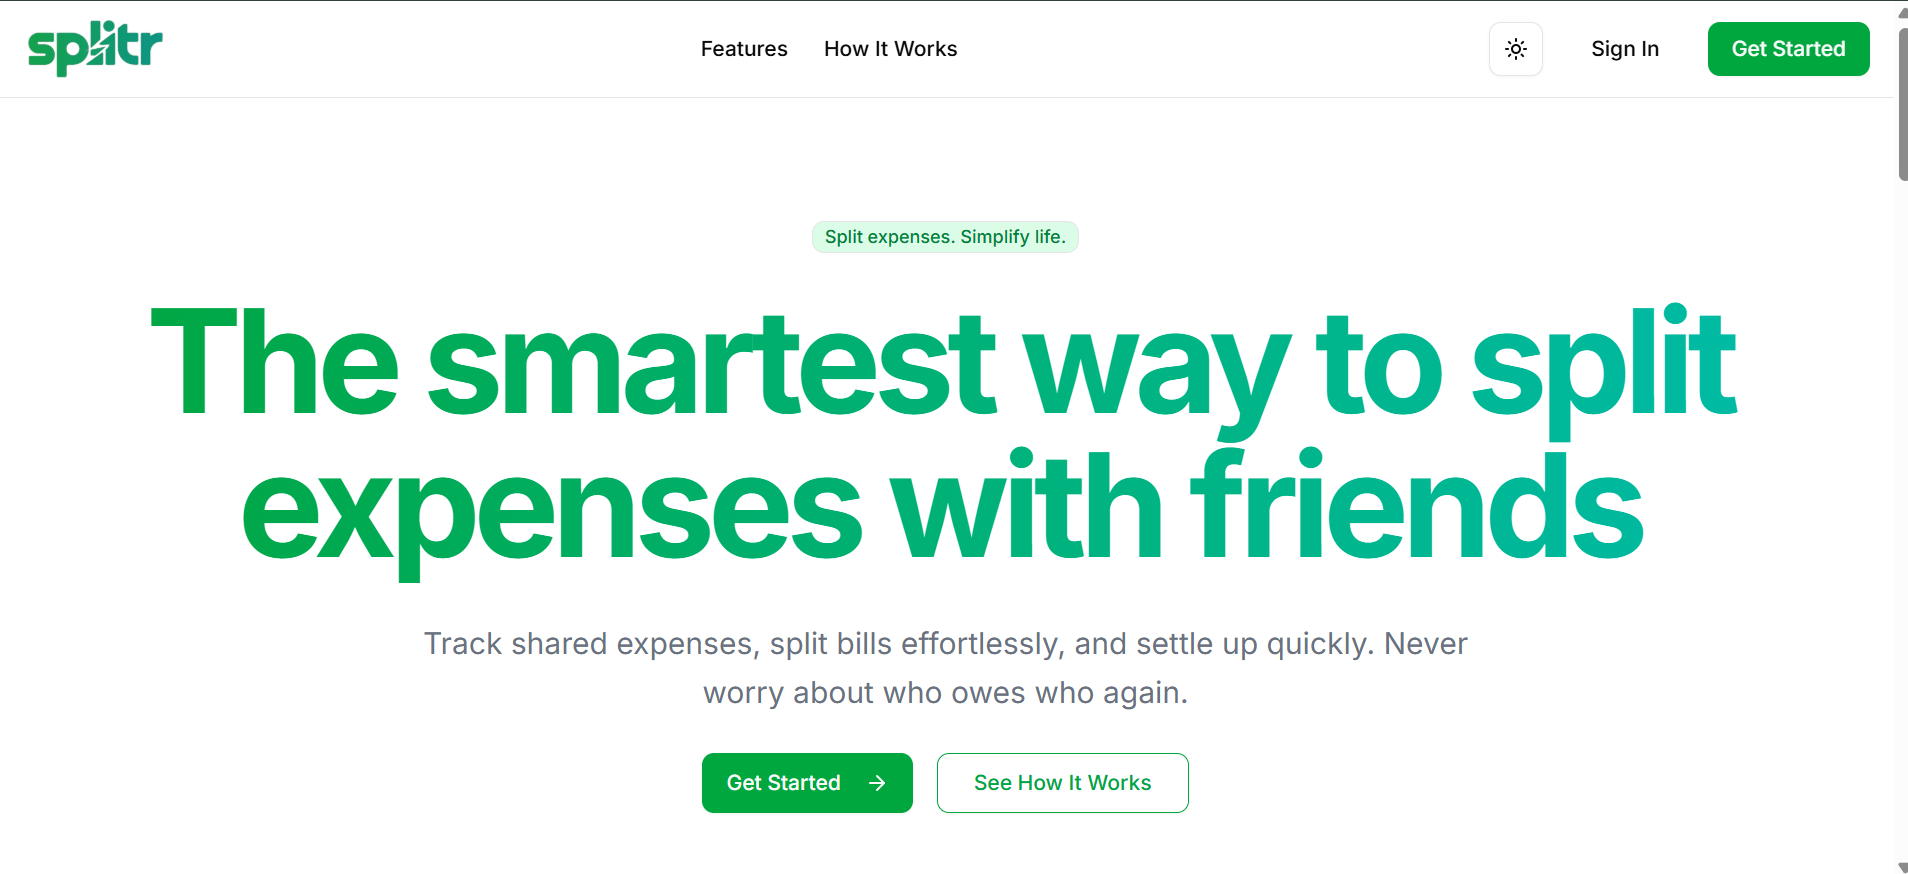 splitr
Features
How It Works
Sign In
Get Started
Split expenses. Simplify life.
The smartest way to split
expenses with friends
Track shared expenses, split bills effortlessly, and settle up quickly. Never
worry about who owes who again.
Get Started
See How It Works